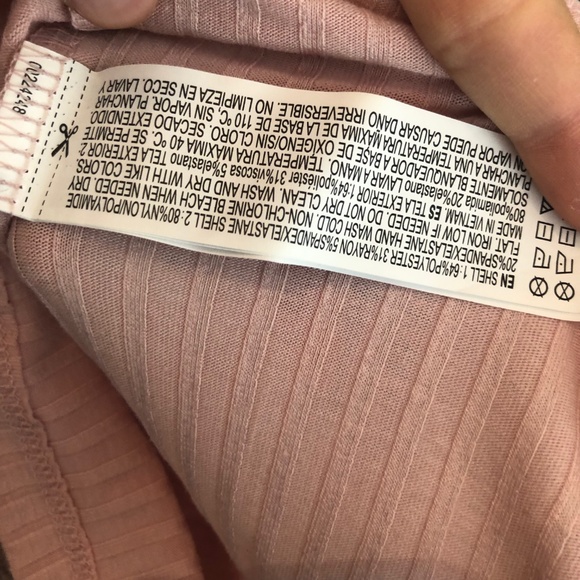 EN SHELL 1: 64%POLYESTER 31%RAYON 5%SPANDEX/ELASTANE SHELL 2: 80%NYLON/POLYAMIDE
20%SPANDEX/ELASTANE HAND WASH COLD. NON-CHLORINE BLEACH WHEN NEEDED. DRY
FLAT. IRON LOW IF NEEDED. DO NOT DRY CLEAN. WASH AND DRY WITH LIKE COLORS.
MADE IN VIETNAM ES TELA EXTERIOR 1: 64%poliéster 31%viscosa 5%elastano TELA EXTERIOR 2:
80%poliamida 20%elastano LAVAR A MANO. TEMPERATURA MAXIMA 40 ºC. SE PERMITE
SOLAMENTE BLANQUEADOR A BASE DE OXIGENO/SIN CLORO. SECADO EXTENDIDO.
PLANCHAR A UNA TEMPERATURA MAXIMA DE LA BASE DE 110 ºC, SIN VAPOR. PLANCHAR
CON VAPOR PUEDE CAUSAR DANO IRREVERSIBLE. NO LIMPIEZA EN SECO. LAVAR Y
OV244248